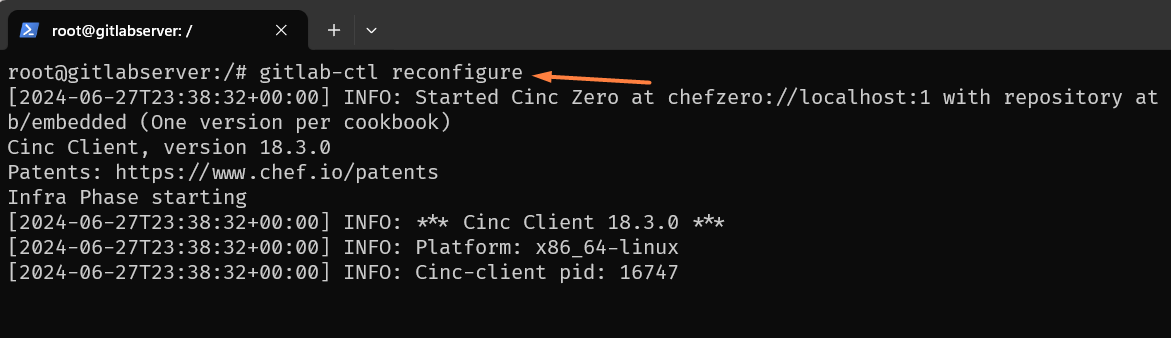 root@gitlabserver: /
root@gitlabserver:/# gitlab-ctl reconfigure
[2024-06-27T23:38:32+00:00] INFO: Started Cinc Zero at chefzero://localhost:1 with repository at
b/embedded (One version per cookbook)
Cinc Client, version 18.3.0
Patents: https://www.chef.io/patents
Infra Phase starting
[2024-06-27T23:38:32+00:00] INFO: *** Cinc Client 18.3.0 ***
[2024-06-27T23:38:32+00:00] INFO: Platform: x86_64-linux
[2024-06-27T23:38:32+00:00] INFO: Cinc-client pid: 16747